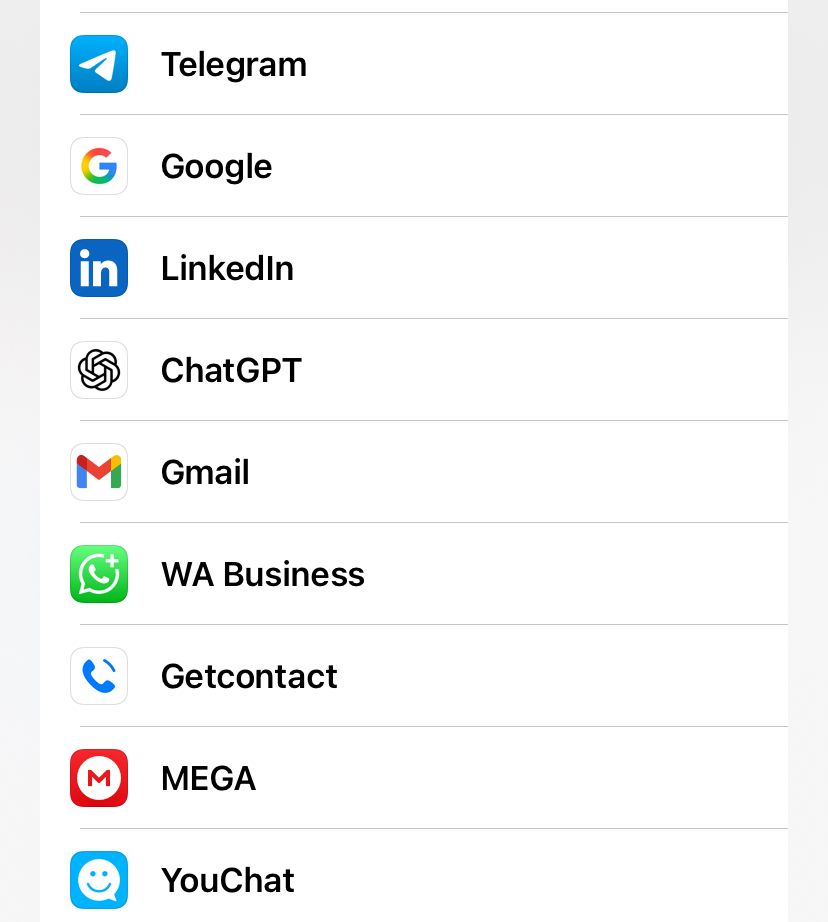 Telegram
Google
LinkedIn
ChatGPT
Gmail
WA Business
Getcontact
MEGA
YouChat